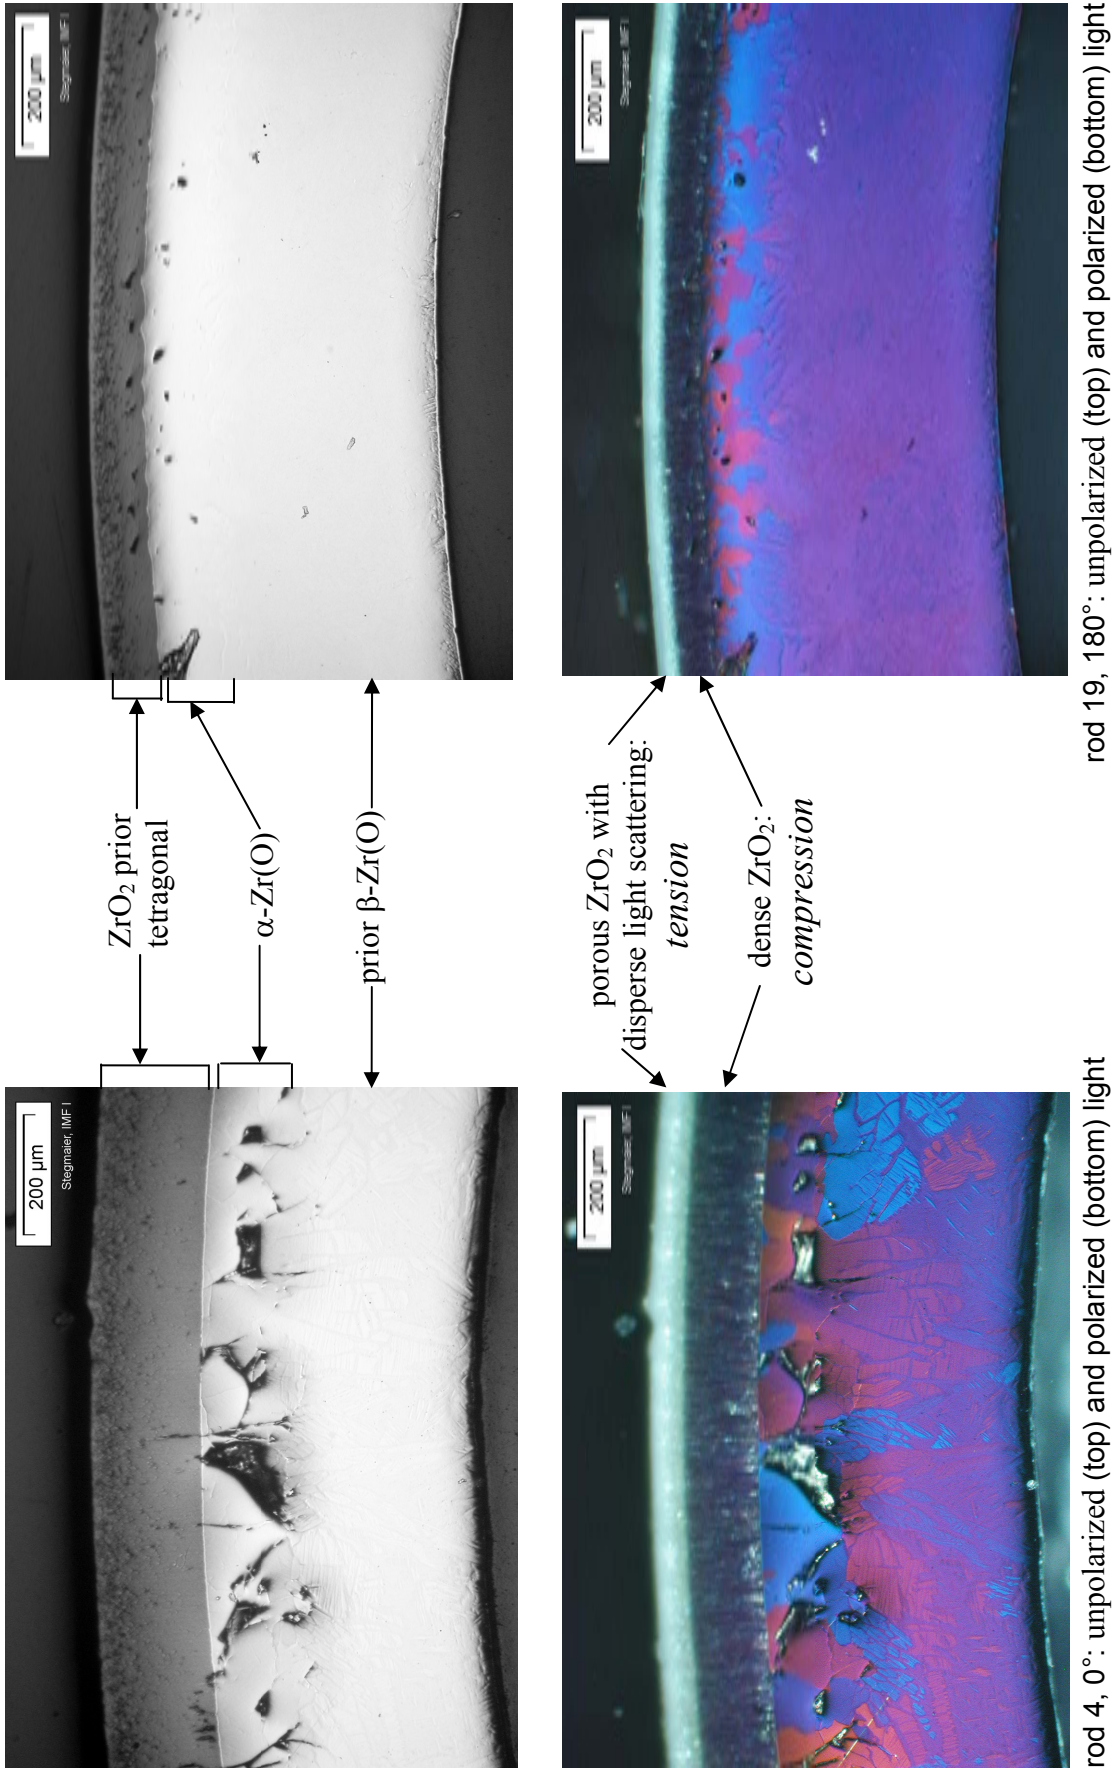 200 µm
Stegmaier, IMF I
200 µm
Stegmaier, IMF I
ZrO₂ prior
tetragonal
α-Zr(O)
prior β-Zr(O)
200 µm
Stegmaier, IMF I
200 µm
Stegmaier, IMF I
porous ZrO₂ with
disperse light scattering:
tension
dense ZrO₂:
compression
rod 4, 0°: unpolarized (top) and polarized (bottom) light
rod 19, 180°: unpolarized (top) and polarized (bottom) light